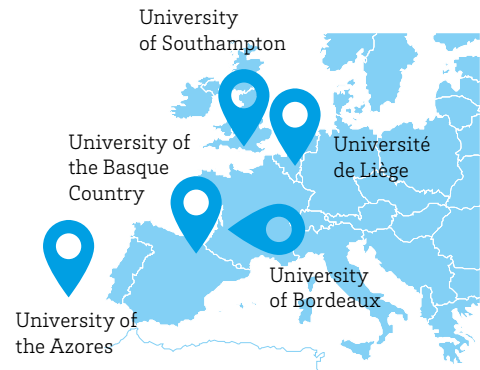 University
of Southampton
University of
the Basque
Country
Université
de Liège
University
of Bordeaux
University of
the Azores